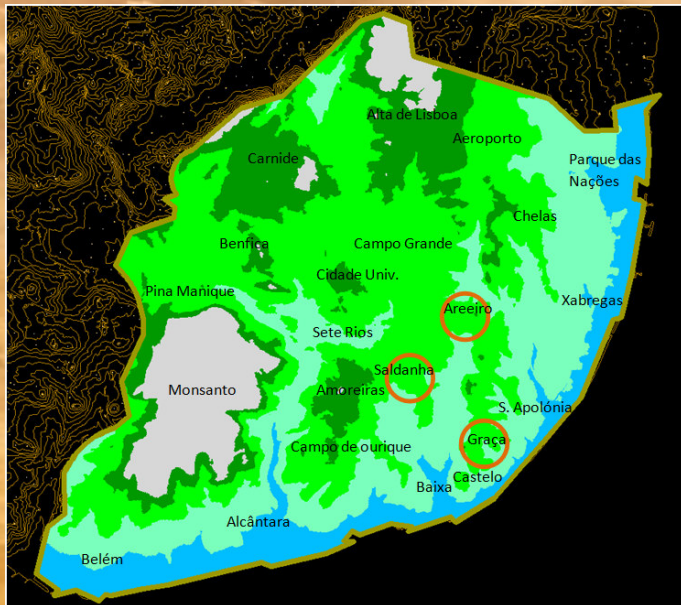 Alta de Lisboa
Aeroporto
Carnide
Parque das
Nações
Chelas
Benfica
Campo Grande
Cidade Univ.
Pina Manique
Xabregas
Areeiro
Sete Rios
Saldanha
Monsanto
Amoreiras
S. Apolónia
Graça
Campo de ourique
Castelo
Baixa
Alcântara
Belém